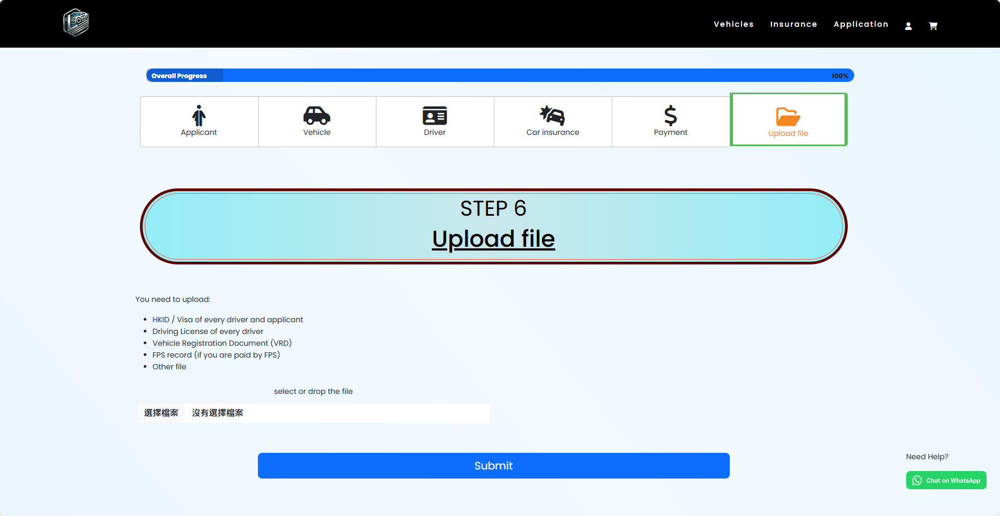 Vehicles Insurance Application
Overall Progress 100%
Applicant Vehicle Driver Car insurance Payment Upload file
STEP 6
Upload file
You need to upload:
HKID / Visa of every driver and applicant
Driving License of every driver
Vehicle Registration Document (VRD)
FPS record (if you are paid by FPS)
Other file
select or drop the file
選擇檔案 沒有選擇檔案
Submit
Need Help?
Chat on WhatsApp